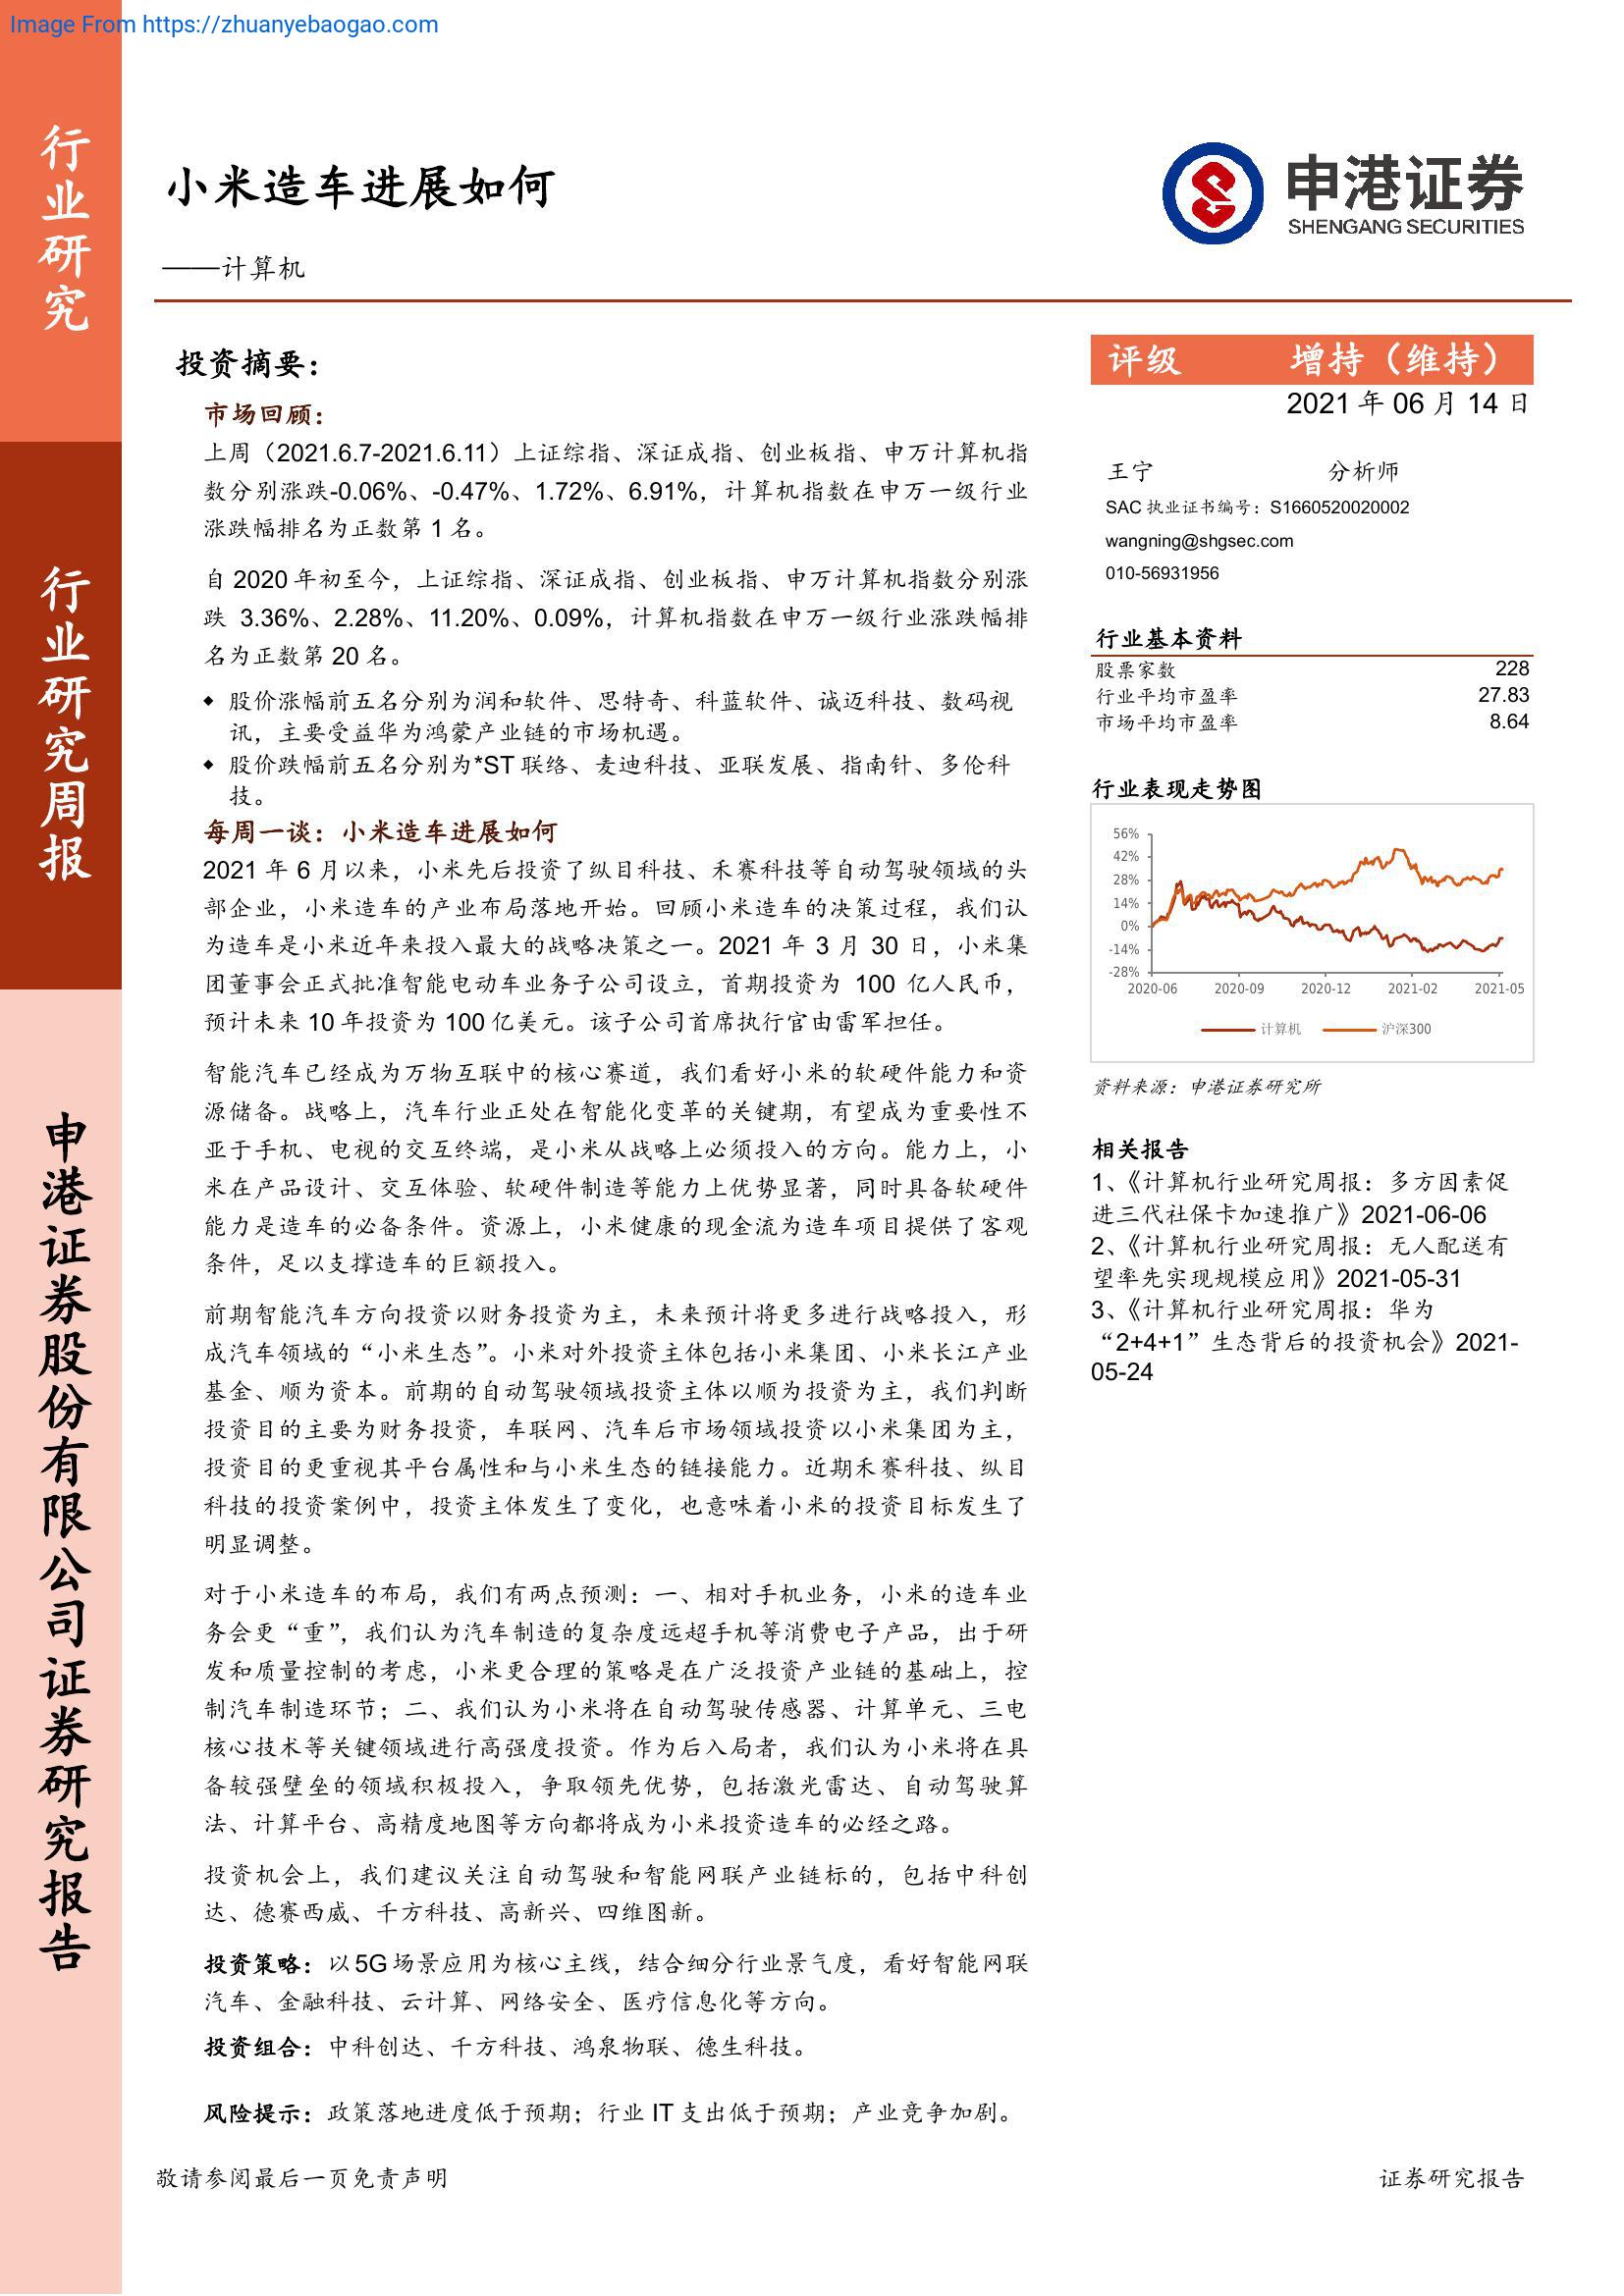 Image From https://zhuanyebaogao.com
行业研究
行业研究周报
申港证券股份有限公司证券研究报告
小米造车进展如何
——计算机
申港证券
SHENGANG SECURITIES
投资摘要：
市场回顾：
上周（2021.6.7-2021.6.11）上证综指、深证成指、创业板指、申万计算机指
数分别涨跌-0.06%、-0.47%、1.72%、6.91%，计算机指数在申万一级行业
涨跌幅排名为正数第 1 名。
自 2020 年初至今，上证综指、深证成指、创业板指、申万计算机指数分别涨
跌 3.36%、2.28%、11.20%、0.09%，计算机指数在申万一级行业涨跌幅排
名为正数第 20 名。
◆ 股价涨幅前五名分别为润和软件、思特奇、科蓝软件、诚迈科技、数码视
讯，主要受益华为鸿蒙产业链的市场机遇。
◆ 股价跌幅前五名分别为*ST 联络、麦迪科技、亚联发展、指南针、多伦科
技。
每周一谈：小米造车进展如何
2021 年 6 月以来，小米先后投资了纵目科技、禾赛科技等自动驾驶领域的头
部企业，小米造车的产业布局落地开始。回顾小米造车的决策过程，我们认
为造车是小米近年来投入最大的战略决策之一。2021 年 3 月 30 日，小米集
团董事会正式批准智能电动车业务子公司设立，首期投资为 100 亿人民币，
预计未来 10 年投资为 100 亿美元。该子公司首席执行官由雷军担任。
智能汽车已经成为万物互联中的核心赛道，我们看好小米的软硬件能力和资
源储备。战略上，汽车行业正处在智能化变革的关键期，有望成为重要性不
亚于手机、电视的交互终端，是小米从战略上必须投入的方向。能力上，小
米在产品设计、交互体验、软硬件制造等能力上优势显著，同时具备软硬件
能力是造车的必备条件。资源上，小米健康的现金流为造车项目提供了客观
条件，足以支撑造车的巨额投入。
前期智能汽车方向投资以财务投资为主，未来预计将更多进行战略投入，形
成汽车领域的“小米生态”。小米对外投资主体包括小米集团、小米长江产业
基金、顺为资本。前期的自动驾驶领域投资主体以顺为投资为主，我们判断
投资目的主要为财务投资，车联网、汽车后市场领域投资以小米集团为主，
投资目的更重视其平台属性和与小米生态的链接能力。近期禾赛科技、纵目
科技的投资案例中，投资主体发生了变化，也意味着小米的投资目标发生了
明显调整。
对于小米造车的布局，我们有两点预测：一、相对手机业务，小米的造车业
务会更“重”，我们认为汽车制造的复杂度远超手机等消费电子产品，出于研
发和质量控制的考虑，小米更合理的策略是在广泛投资产业链的基础上，控
制汽车制造环节；二、我们认为小米将在自动驾驶传感器、计算单元、三电
核心技术等关键领域进行高强度投资。作为后入局者，我们认为小米将在具
备较强壁垒的领域积极投入，争取领先优势，包括激光雷达、自动驾驶算
法、计算平台、高精度地图等方向都将成为小米投资造车的必经之路。
投资机会上，我们建议关注自动驾驶和智能网联产业链标的，包括中科创
达、德赛西威、千方科技、高新兴、四维图新。
投资策略：以 5G 场景应用为核心主线，结合细分行业景气度，看好智能网联
汽车、金融科技、云计算、网络安全、医疗信息化等方向。
投资组合：中科创达、千方科技、鸿泉物联、德生科技。
风险提示：政策落地进度低于预期；行业 IT 支出低于预期；产业竞争加剧。
评级 增持（维持）
2021 年 06 月 14 日
王宁 分析师
SAC 执业证书编号：S1660520020002
wangning@shgsec.com
010-56931956
行业基本资料
股票家数 228
行业平均市盈率 27.83
市场平均市盈率 8.64
行业表现走势图
56%
42%
28%
14%
0%
-14%
-28%
2020-06 2020-09 2020-12 2021-02 2021-05
计算机 沪深300
资料来源：申港证券研究所
相关报告
1、《计算机行业研究周报：多方因素促
进三代社保卡加速推广》2021-06-06
2、《计算机行业研究周报：无人配送有
望率先实现规模应用》2021-05-31
3、《计算机行业研究周报：华为
“2+4+1”生态背后的投资机会》2021-
05-24
敬请参阅最后一页免责声明 证券研究报告